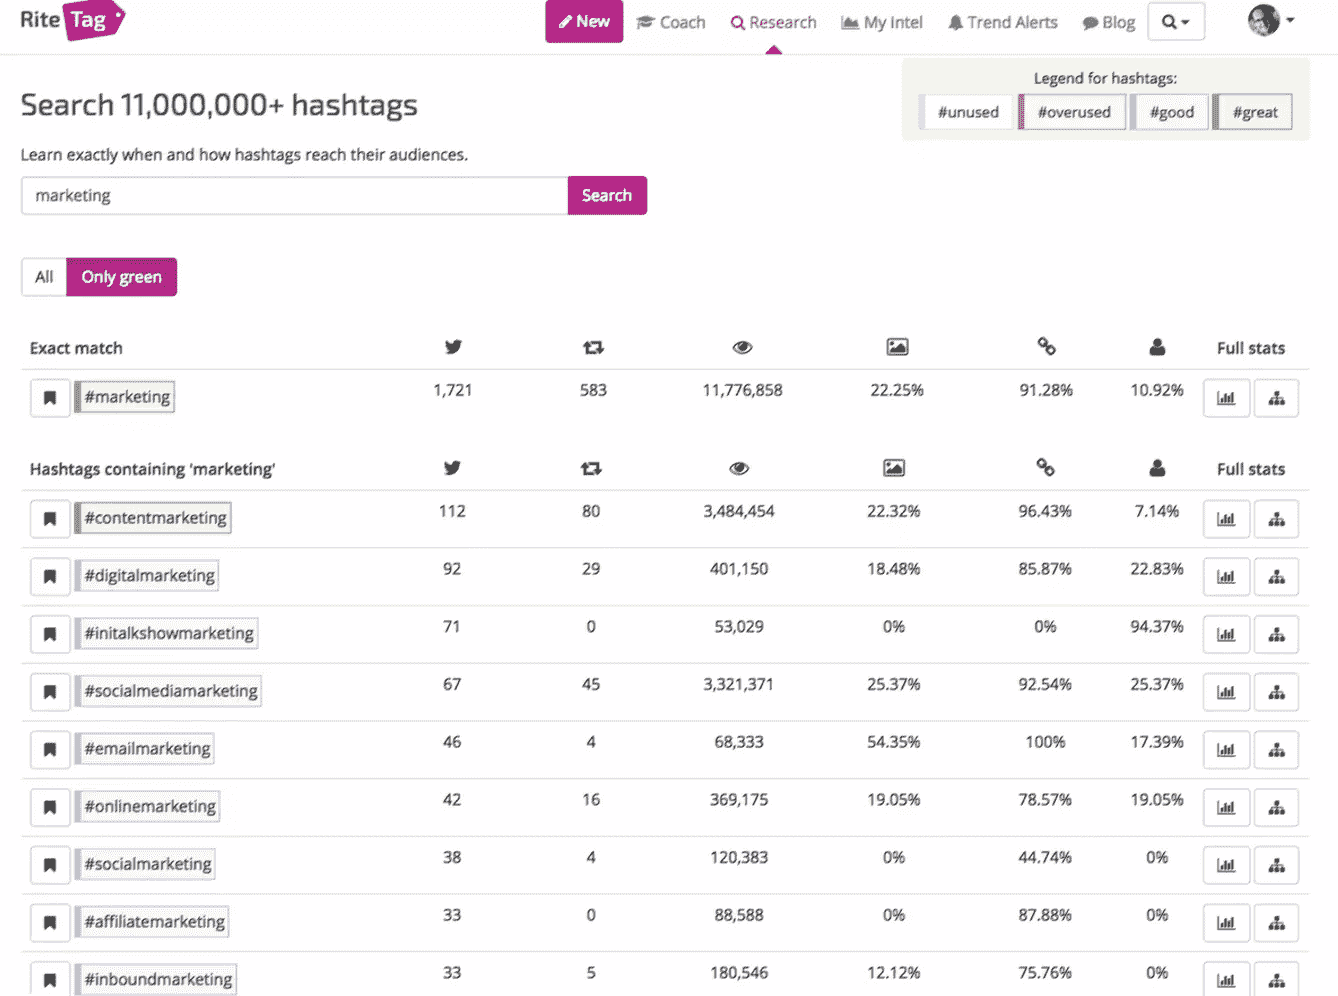 Rite Tag
New Coach Research My Intel Trend Alerts Blog
Legend for hashtags:
#unused #overused #good #great
Search 11,000,000+ hashtags
Learn exactly when and how hashtags reach their audiences.
marketing Search
All Only green
Exact match Full stats
#marketing 1,721 583 11,776,858 22.25% 91.28% 10.92%
Hashtags containing 'marketing' Full stats
#contentmarketing 112 80 3,484,454 22.32% 96.43% 7.14%
#digitalmarketing 92 29 401,150 18.48% 85.87% 22.83%
#initalkshowmarketing 71 0 53,029 0% 0% 94.37%
#socialmediamarketing 67 45 3,321,371 25.37% 92.54% 25.37%
#emailmarketing 46 4 68,333 54.35% 100% 17.39%
#onlinemarketing 42 16 369,175 19.05% 78.57% 19.05%
#socialmarketing 38 4 120,383 0% 44.74% 0%
#affiliatemarketing 33 0 88,588 0% 87.88% 0%
#inboundmarketing 33 5 180,546 12.12% 75.76% 0%